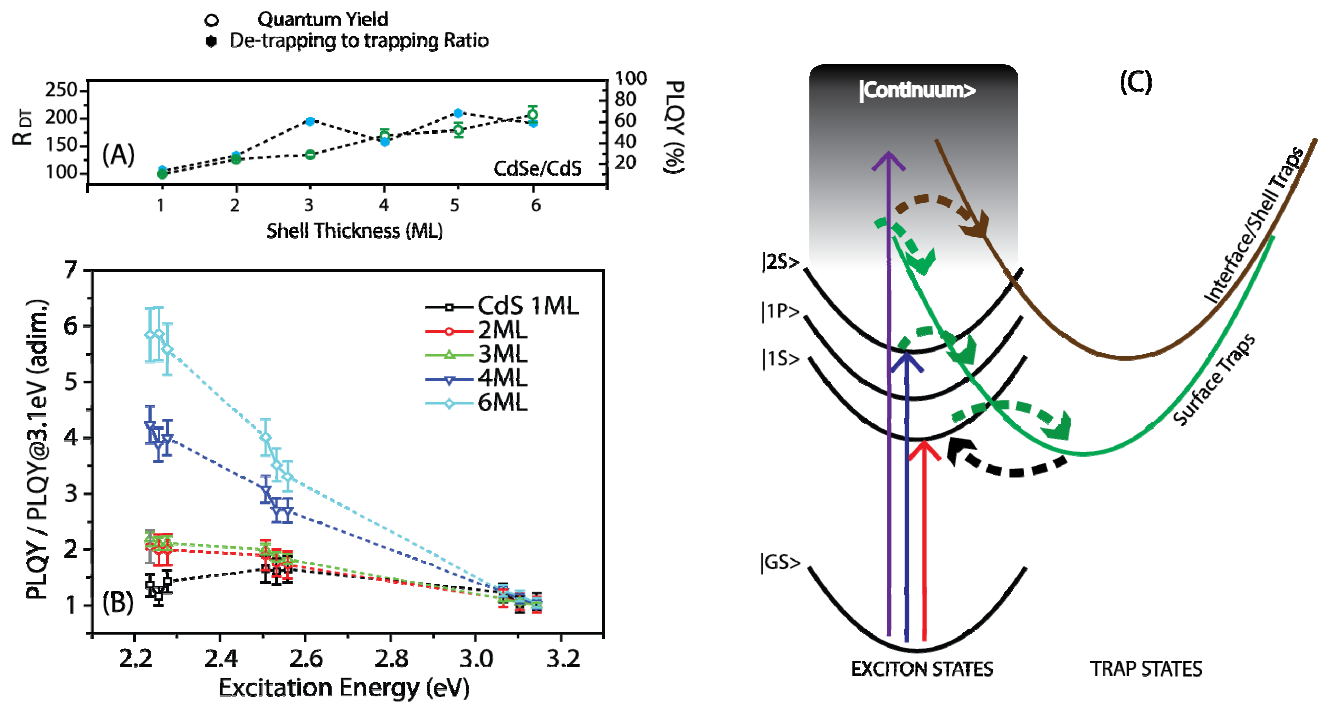 Quantum Yield
De-trapping to trapping Ratio
250
200
150
100
R DT
(A)
CdSe/CdS
100
80
60
40
20
PLQY (%)
1 2 3 4 5 6
Shell Thickness (ML)
7
6
5
4
3
2
1
PLQY / PLQY@3.1eV (adim.)
CdS 1ML
2ML
3ML
4ML
6ML
(B)
2.2 2.4 2.6 2.8 3.0 3.2
Excitation Energy (eV)
|Continuum>
(C)
|2S>
|1P>
|1S>
|GS>
Interface/Shell Traps
Surface Traps
EXCITON STATES
TRAP STATES